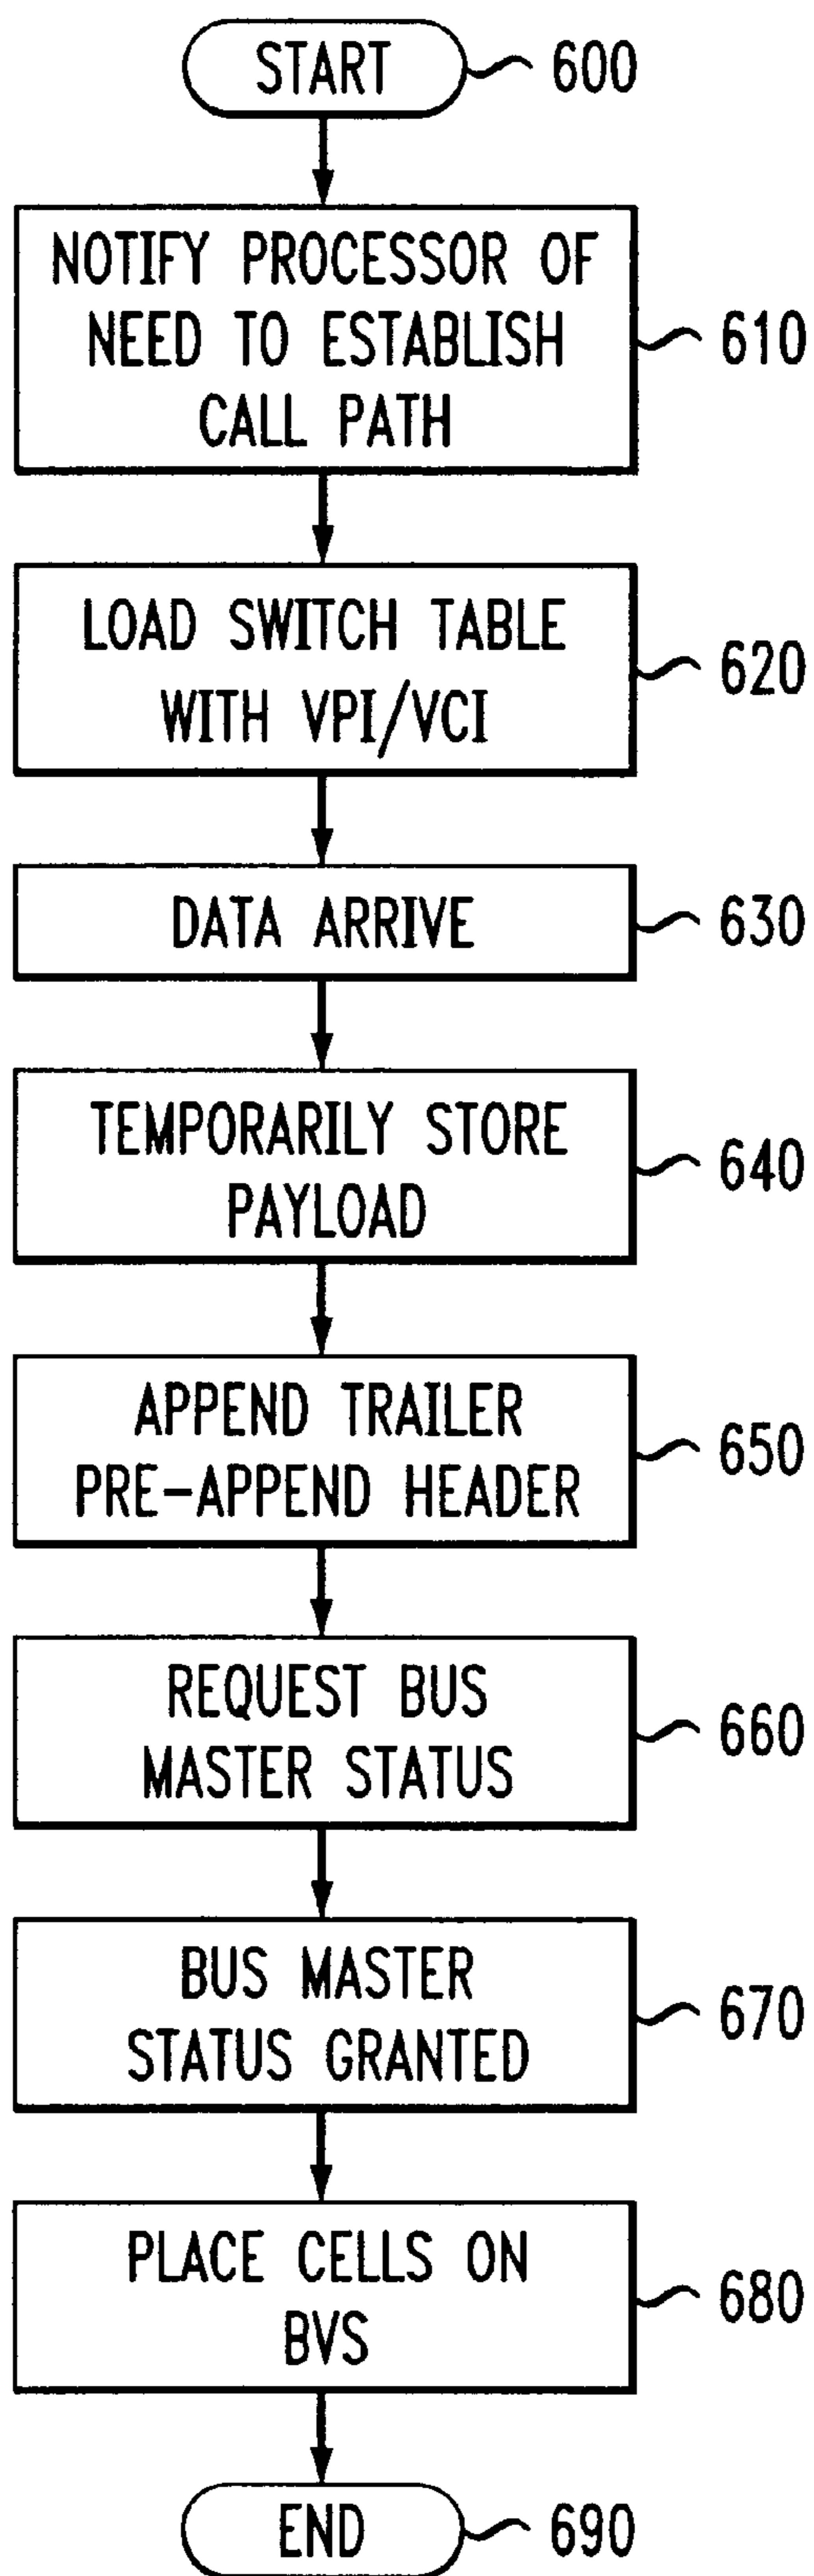 START 600
NOTIFY PROCESSOR OF
NEED TO ESTABLISH 610
CALL PATH
LOAD SWITCH TABLE
WITH VPI/VCI 620
DATA ARRIVE 630
TEMPORARILY STORE
PAYLOAD 640
APPEND TRAILER
PRE-APPEND HEADER 650
REQUEST BUS
MASTER STATUS 660
BUS MASTER
STATUS GRANTED 670
PLACE CELLS ON
BVS 680
END 690